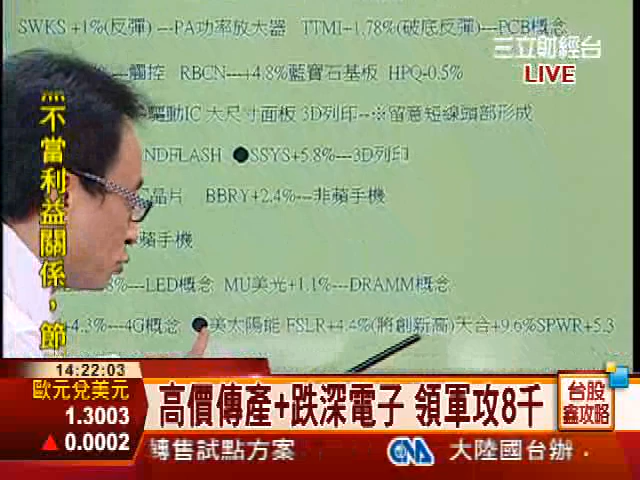 SWKS +1%(反彈) ---PA功率放大器 TTMI+1.78%(破底反彈)---PCB概念
三立財經台
LIVE
---觸控 RBCN---+4.8%藍寶石基板 HPQ-0.5%
驅動IC 大尺寸面板 3D列印--※留意短線頭部形成
NDFLASH ●SSYS+5.8%---3D列印
晶片 BBRY+2.4%---非蘋手機
蘋手機
8%---LED概念 MU美光+1.1%---DRAMM概念
+4.3%---4G概念 ●美太陽能 FSLR+4.4%(將創新高)天合+9.6%SPWR+5.3
不當利益關係，節
14:22:03
歐元兌美元
1.3003
▲0.0002
高價傳產+跌深電子 領軍攻8千
台股
鑫攻略
轉售試點方案
CNA 大陸國台辦．